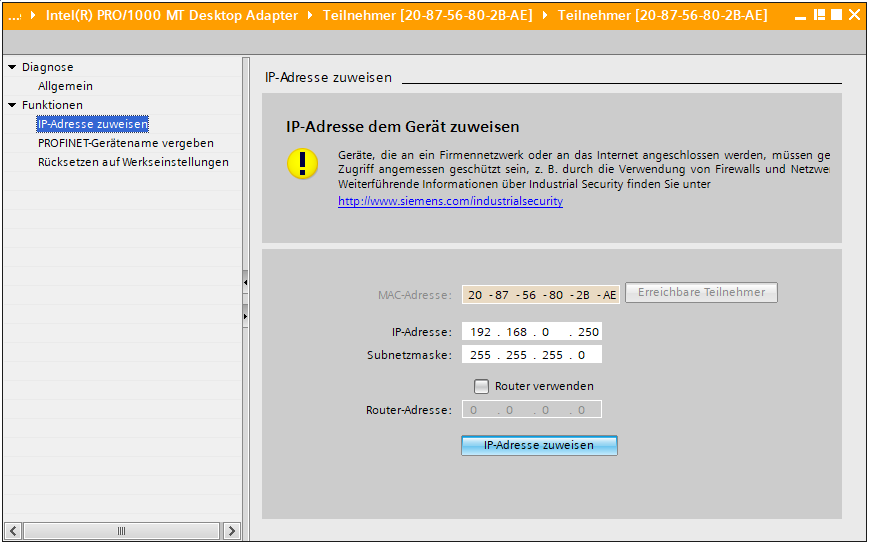 ... Intel(R) PRO/1000 MT Desktop Adapter Teilnehmer [20-87-56-80-2B-AE] Teilnehmer [20-87-56-80-2B-AE]
Diagnose
Allgemein
Funktionen
IP-Adresse zuweisen
PROFINET-Gerätename vergeben
Rücksetzen auf Werkseinstellungen
IP-Adresse zuweisen
IP-Adresse dem Gerät zuweisen
Geräte, die an ein Firmennetzwerk oder an das Internet angeschlossen werden, müssen ge
Zugriff angemessen geschützt sein, z. B. durch die Verwendung von Firewalls und Netzwer
Weiterführende Informationen über Industrial Security finden Sie unter
http://www.siemens.com/industrialsecurity
MAC-Adresse: 20 -87 -56 -80 -2B -AE Erreichbare Teilnehmer
IP-Adresse: 192 . 168 . 0 . 250
Subnetzmaske: 255 . 255 . 255 . 0
Router verwenden
Router-Adresse: 0 . 0 . 0 . 0
IP-Adresse zuweisen